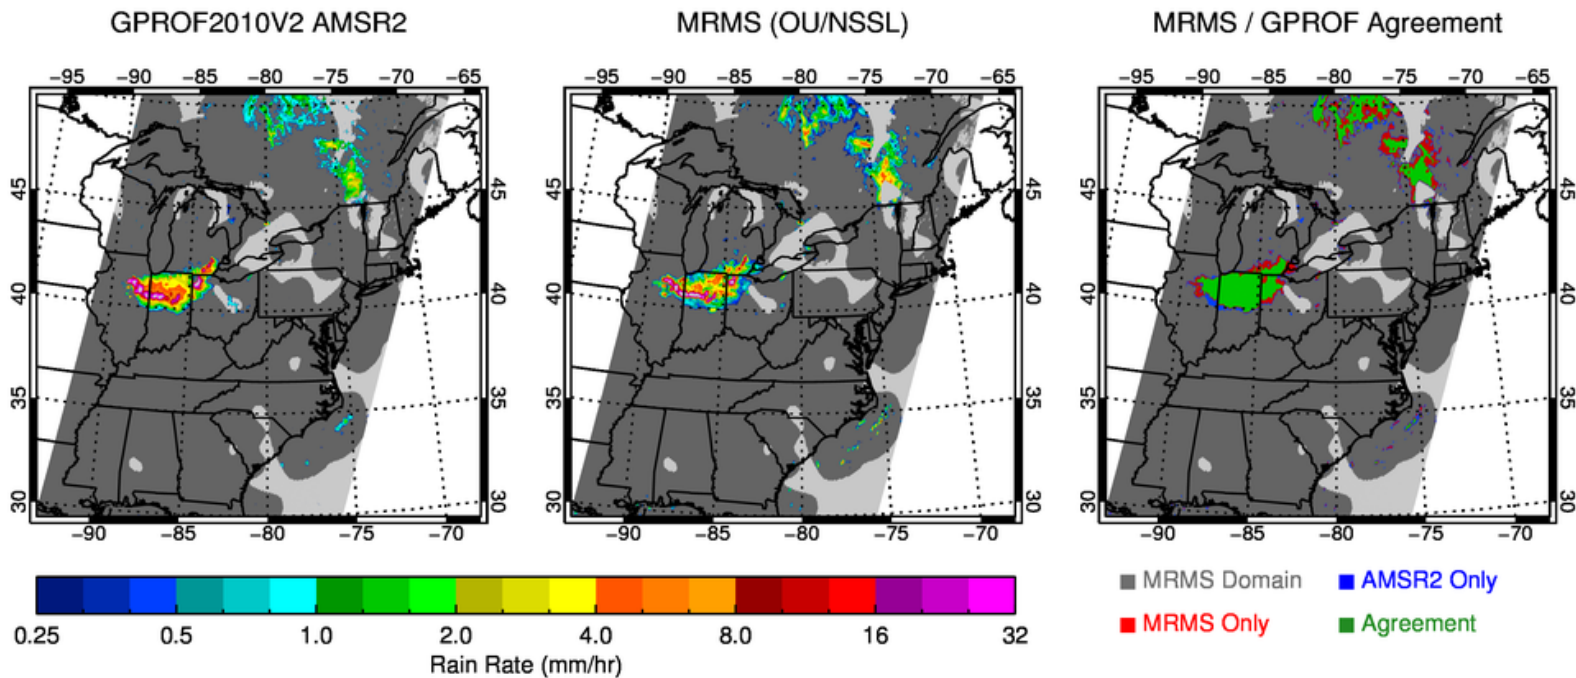 GPROF2010V2 AMSR2 MRMS (OU/NSSL) MRMS / GPROF Agreement
−95 −90 −85 −80 −75 −70 −65 −95 −90 −85 −80 −75 −70 −65 −95 −90 −85 −80 −75 −70 −65
45 45 45 45 45 45
40 40 40 40 40 40
35 35 35 35 35 35
30 30 30 30 30 30
−90 −85 −80 −75 −70 −90 −85 −80 −75 −70 −90 −85 −80 −75 −70
MRMS Domain AMSR2 Only
MRMS Only Agreement
0.25 0.5 1.0 2.0 4.0 8.0 16 32
Rain Rate (mm/hr)